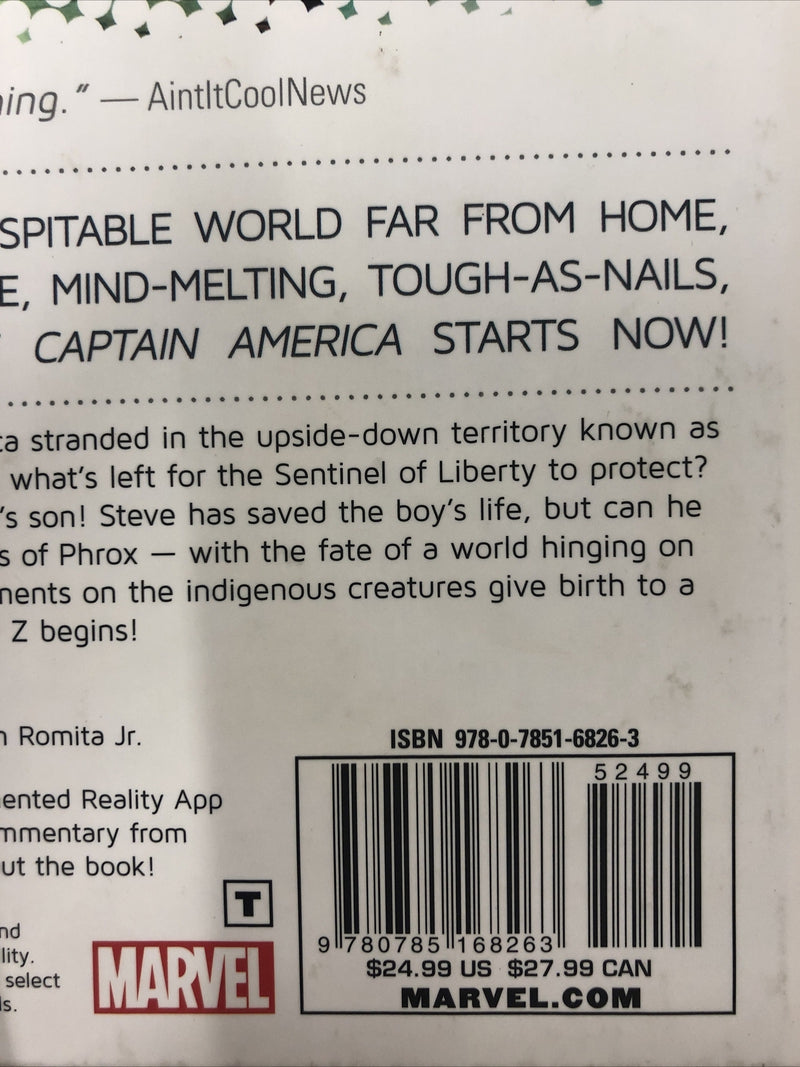 ing." — AintItCoolNews
SPITABLE WORLD FAR FROM HOME,
E, MIND-MELTING, TOUGH-AS-NAILS,
CAPTAIN AMERICA STARTS NOW!
ca stranded in the upside-down territory known as
what's left for the Sentinel of Liberty to protect?
's son! Steve has saved the boy's life, but can he
s of Phrox — with the fate of a world hinging on
ments on the indigenous creatures give birth to a
Z begins!
n Romita Jr.
ented Reality App
mmentary from
ut the book!
nd
lity.
select
ls.
T
MARVEL
ISBN 978-0-7851-6826-3
52499
9 780785 168263
$24.99 US $27.99 CAN
MARVEL.COM